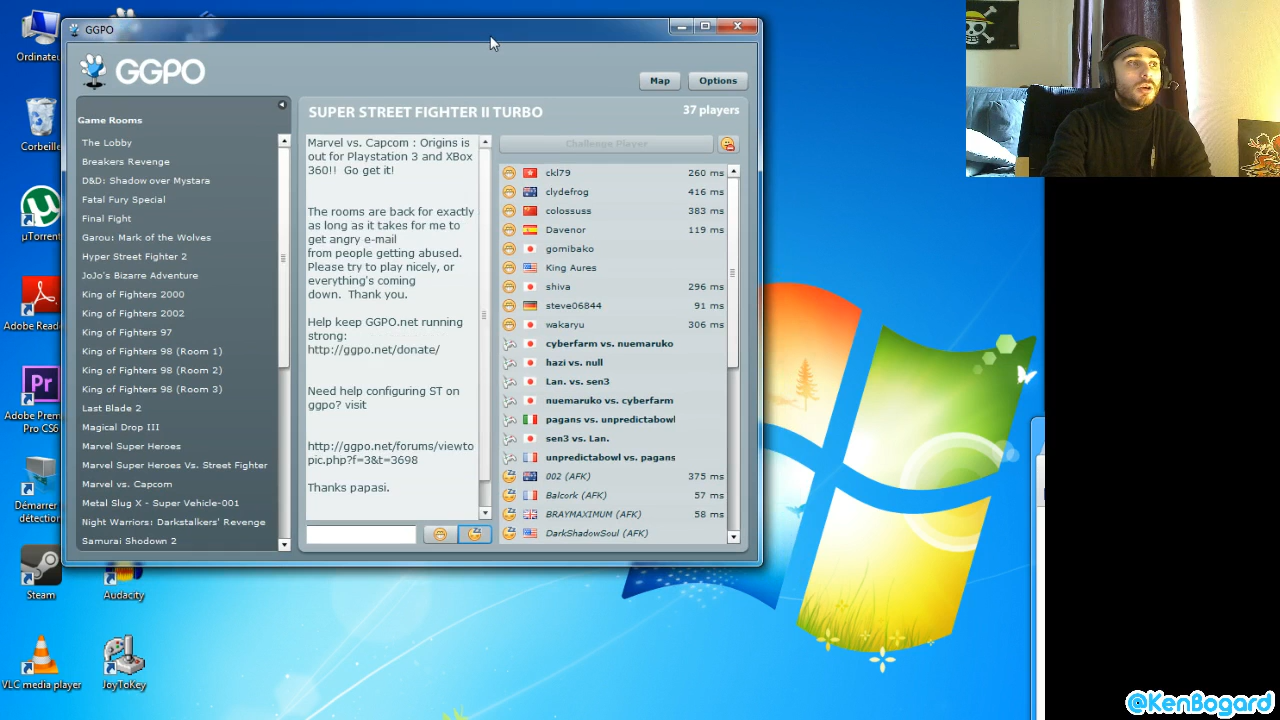 Ordinateu
Corbeille
µTorrent
Adobe Read
Adobe Prem
Pro CS6
Démarrer
détection
Steam
Audacity
VLC media player
JoyToKey
GGPO
GGPO
Map
Options
Game Rooms
The Lobby
Breakers Revenge
D&D: Shadow over Mystara
Fatal Fury Special
Final Fight
Garou: Mark of the Wolves
Hyper Street Fighter 2
JoJo's Bizarre Adventure
King of Fighters 2000
King of Fighters 2002
King of Fighters 97
King of Fighters 98 (Room 1)
King of Fighters 98 (Room 2)
King of Fighters 98 (Room 3)
Last Blade 2
Magical Drop III
Marvel Super Heroes
Marvel Super Heroes Vs. Street Fighter
Marvel vs. Capcom
Metal Slug X - Super Vehicle-001
Night Warriors: Darkstalkers' Revenge
Samurai Shodown 2
SUPER STREET FIGHTER II TURBO
37 players
Marvel vs. Capcom : Origins is
out for Playstation 3 and XBox
360!! Go get it!
The rooms are back for exactly
as long as it takes for me to
get angry e-mail
from people getting abused.
Please try to play nicely, or
everything's coming
down. Thank you.
Help keep GGPO.net running
strong:
http://ggpo.net/donate/
Need help configuring ST on
ggpo? visit
http://ggpo.net/forums/viewto
pic.php?f=3&t=3698
Thanks papasi.
Challenge Player
ckl79 260 ms
clydefrog 416 ms
colossuss 383 ms
Davenor 119 ms
gomibako
King Aures
shiva 296 ms
steve06844 91 ms
wakaryu 306 ms
cyberfarm vs. nuemaruko
hazi vs. null
Lan. vs. sen3
nuemaruko vs. cyberfarm
pagans vs. unpredictabowl
sen3 vs. Lan.
unpredictabowl vs. pagans
002 (AFK) 375 ms
Balcork (AFK) 57 ms
BRAYMAXIMUM (AFK) 58 ms
DarkShadowSoul (AFK)
@KenBogard